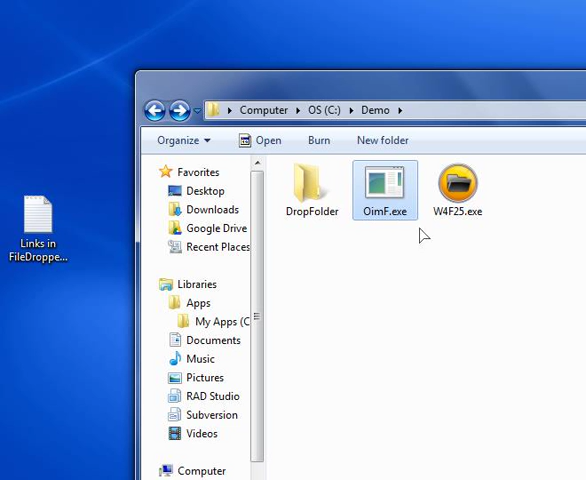 Computer
OS (C:)
Demo
Organize
Open
Burn
New folder
Links in
FileDroppe...
Favorites
Desktop
Downloads
Google Drive
Recent Places
Libraries
Apps
My Apps (C
Documents
Music
Pictures
RAD Studio
Subversion
Videos
Computer
DropFolder
OimF.exe
W4F25.exe